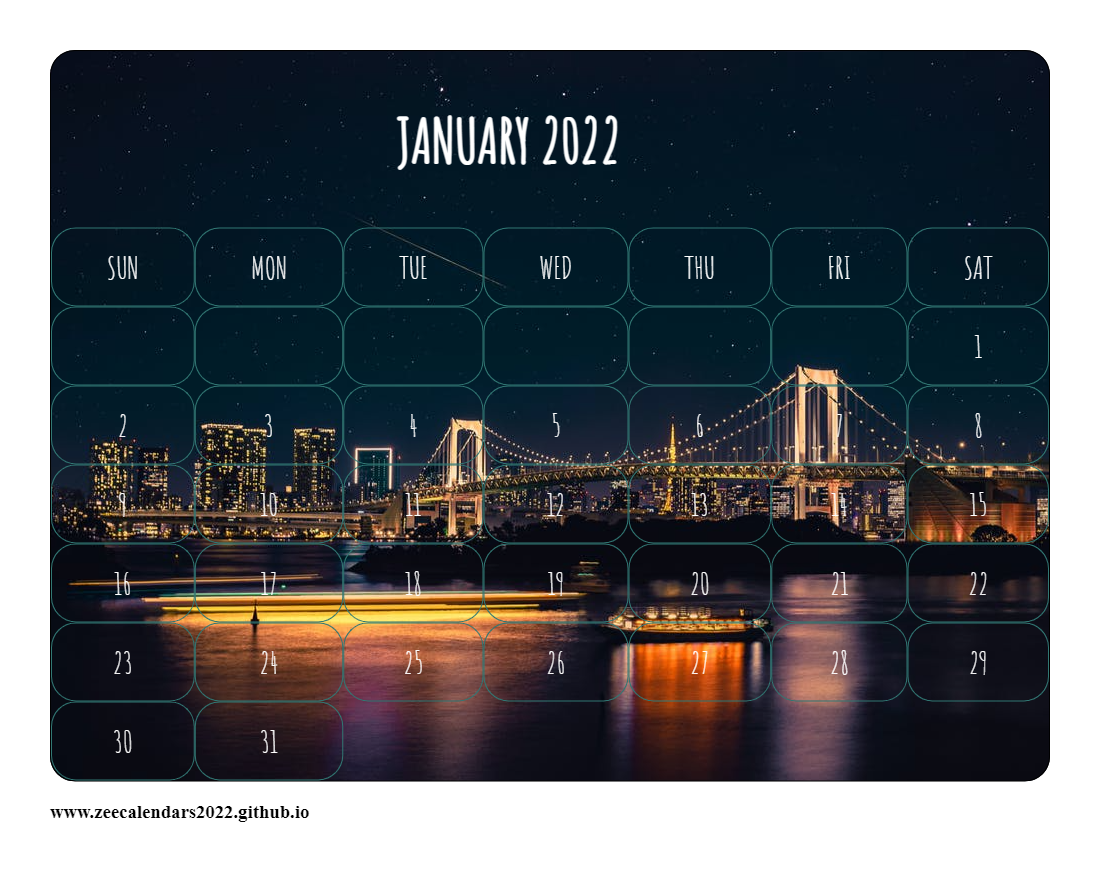 JANUARY 2022
SUN MON TUE WED THU FRI SAT
1
2 3 4 5 6 7 8
9 10 11 12 13 14 15
16 17 18 19 20 21 22
23 24 25 26 27 28 29
30 31
www.zeecalendars2022.github.io